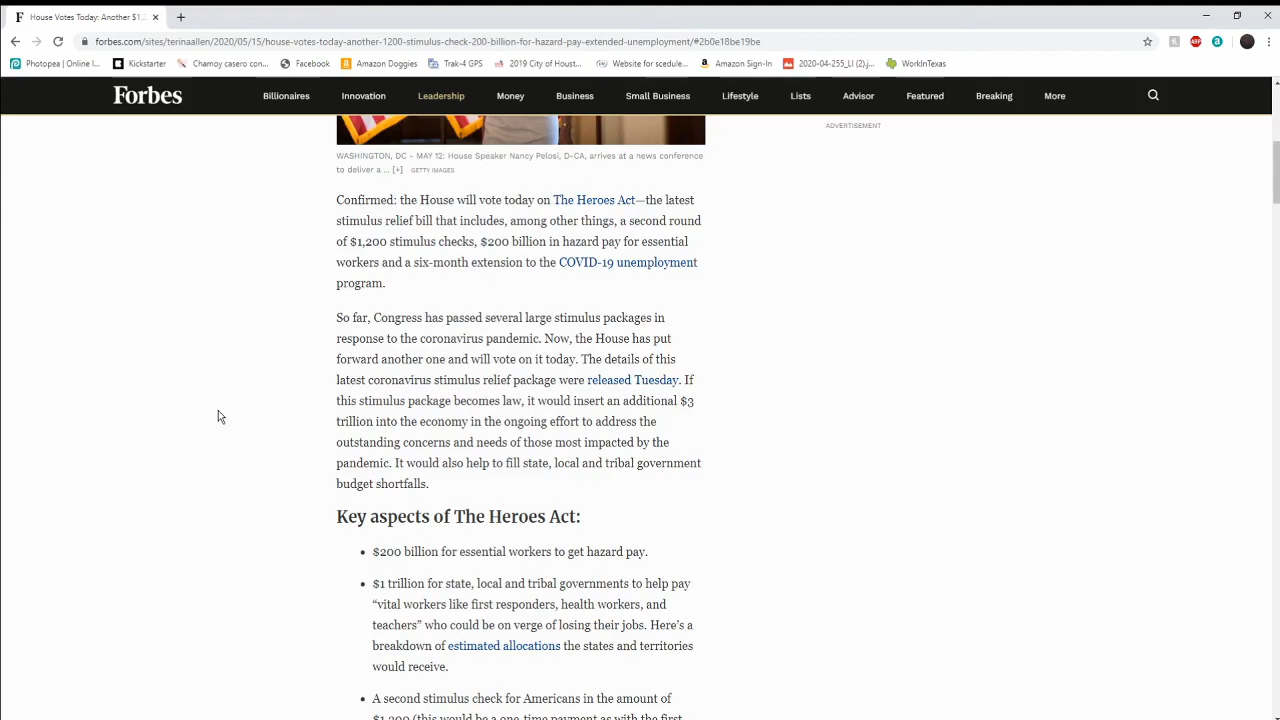 House Votes Today: Another $1,2
forbes.com/sites/terinaallen/2020/05/15/house-votes-today-another-1200-stimulus-check-200-billion-for-hazard-pay-extended-unemployment/#2b0e18be19be
Photopea | Online I... Kickstarter Chamoy casero con... Facebook Amazon Doggies Trak-4 GPS 2019 City of Houst... Website for scedule... Amazon Sign-In 2020-04-255_LI (2).j... WorkInTexas
Forbes Billionaires Innovation Leadership Money Business Small Business Lifestyle Lists Advisor Featured Breaking More
ADVERTISEMENT
WASHINGTON, DC - MAY 12: House Speaker Nancy Pelosi, D-CA, arrives at a news conference
to deliver a ... [+] GETTY IMAGES
Confirmed: the House will vote today on The Heroes Act—the latest
stimulus relief bill that includes, among other things, a second round
of $1,200 stimulus checks, $200 billion in hazard pay for essential
workers and a six-month extension to the COVID-19 unemployment
program.
So far, Congress has passed several large stimulus packages in
response to the coronavirus pandemic. Now, the House has put
forward another one and will vote on it today. The details of this
latest coronavirus stimulus relief package were released Tuesday. If
this stimulus package becomes law, it would insert an additional $3
trillion into the economy in the ongoing effort to address the
outstanding concerns and needs of those most impacted by the
pandemic. It would also help to fill state, local and tribal government
budget shortfalls.
Key aspects of The Heroes Act:
• $200 billion for essential workers to get hazard pay.
• $1 trillion for state, local and tribal governments to help pay
“vital workers like first responders, health workers, and
teachers” who could be on verge of losing their jobs. Here’s a
breakdown of estimated allocations the states and territories
would receive.
• A second stimulus check for Americans in the amount of
$1,200 (this would be a one-time payment as with the first